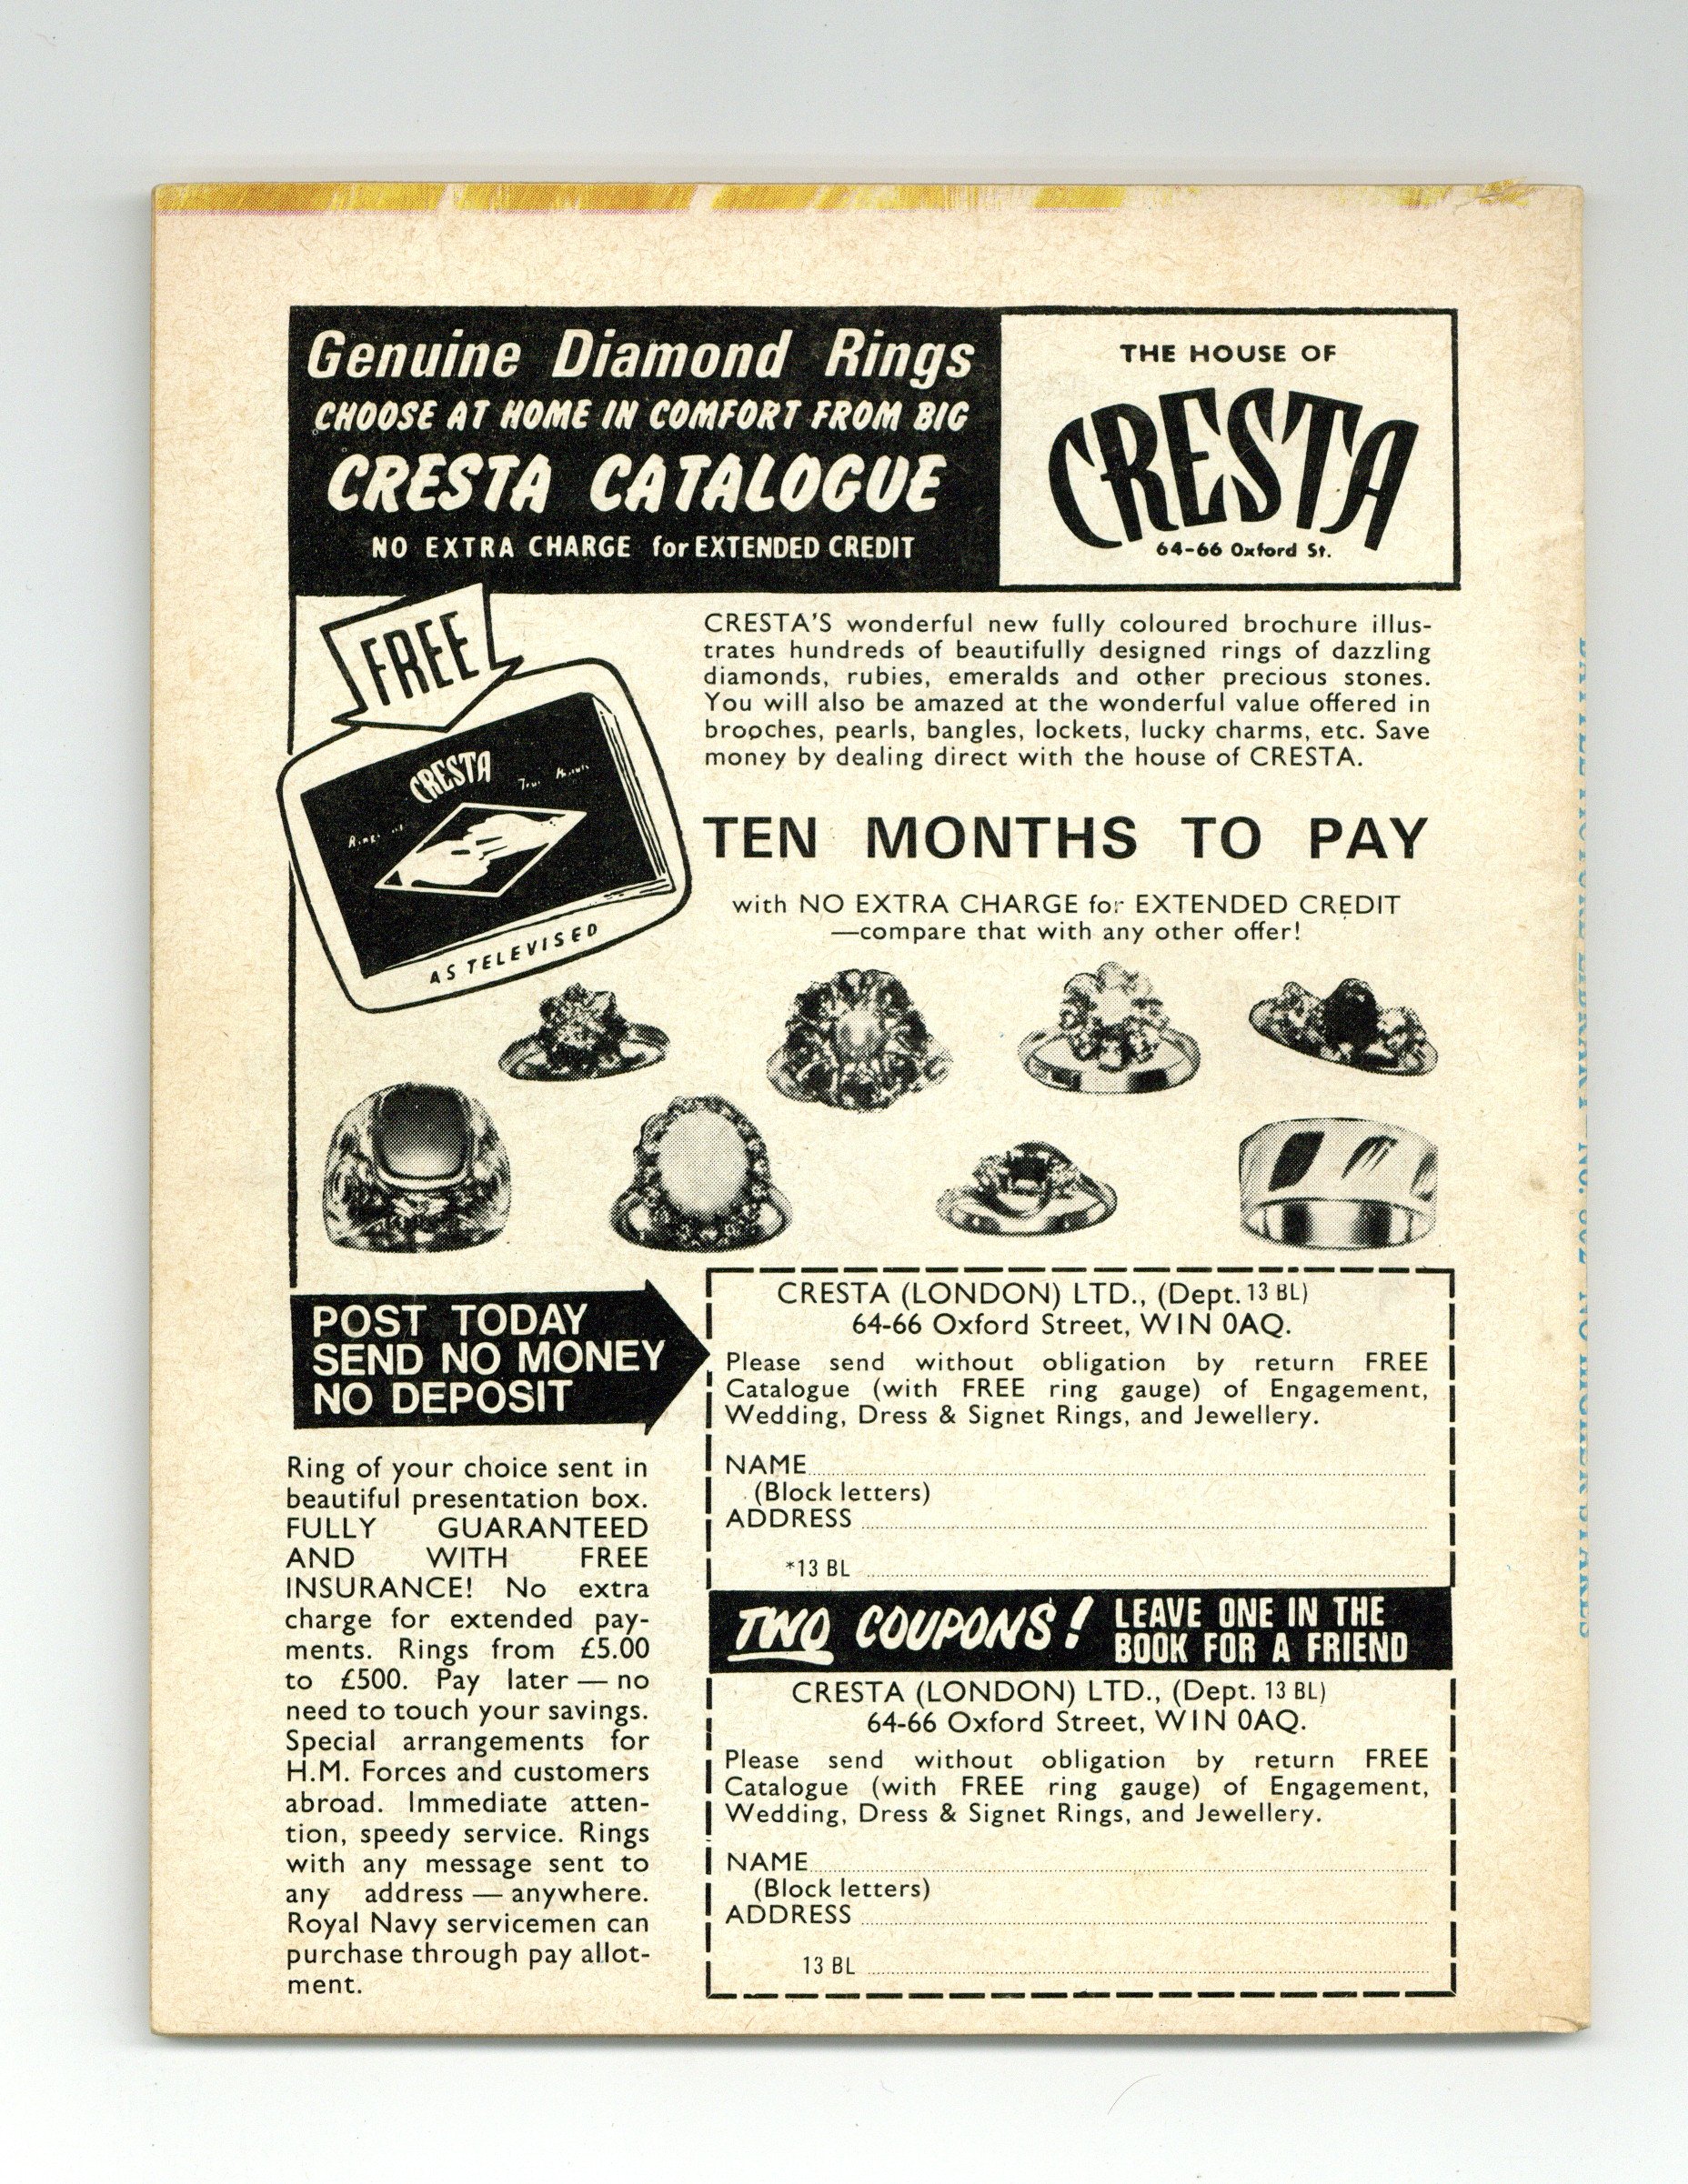 Genuine Diamond Rings
CHOOSE AT HOME IN COMFORT FROM BIG
CRESTA CATALOGUE
NO EXTRA CHARGE for EXTENDED CREDIT
THE HOUSE OF
CRESTA
64-66 Oxford St.
FREE
CRESTA
AS TELEVISED
CRESTA'S wonderful new fully coloured brochure illus-
trates hundreds of beautifully designed rings of dazzling
diamonds, rubies, emeralds and other precious stones.
You will also be amazed at the wonderful value offered in
brooches, pearls, bangles, lockets, lucky charms, etc. Save
money by dealing direct with the house of CRESTA.
TEN MONTHS TO PAY
with NO EXTRA CHARGE for EXTENDED CREDIT
—compare that with any other offer!
POST TODAY
SEND NO MONEY
NO DEPOSIT
Ring of your choice sent in
beautiful presentation box.
FULLY GUARANTEED
AND WITH FREE
INSURANCE! No extra
charge for extended pay-
ments. Rings from £5.00
to £500. Pay later — no
need to touch your savings.
Special arrangements for
H.M. Forces and customers
abroad. Immediate atten-
tion, speedy service. Rings
with any message sent to
any address — anywhere.
Royal Navy servicemen can
purchase through pay allot-
ment.
CRESTA (LONDON) LTD., (Dept. 13 BL)
64-66 Oxford Street, WIN 0AQ.
Please send without obligation by return FREE
Catalogue (with FREE ring gauge) of Engagement,
Wedding, Dress & Signet Rings, and Jewellery.
NAME
(Block letters)
ADDRESS
*13 BL
TWO COUPONS! LEAVE ONE IN THE
BOOK FOR A FRIEND
CRESTA (LONDON) LTD., (Dept. 13 BL)
64-66 Oxford Street, WIN 0AQ.
Please send without obligation by return FREE
Catalogue (with FREE ring gauge) of Engagement,
Wedding, Dress & Signet Rings, and Jewellery.
NAME
(Block letters)
ADDRESS
13 BL